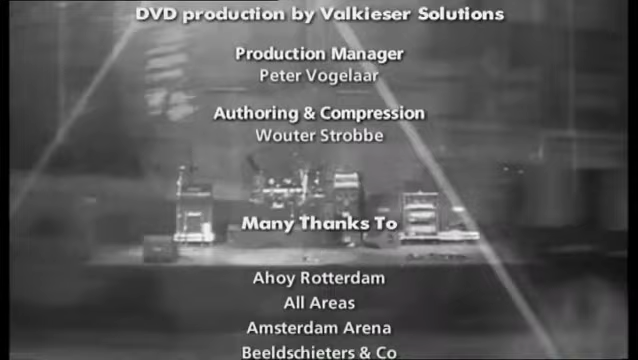 DVD production by Valkieser Solutions
Production Manager
Peter Vogelaar
Authoring & Compression
Wouter Strobbe
Many Thanks To
Ahoy Rotterdam
All Areas
Amsterdam Arena
Beeldschieters & Co